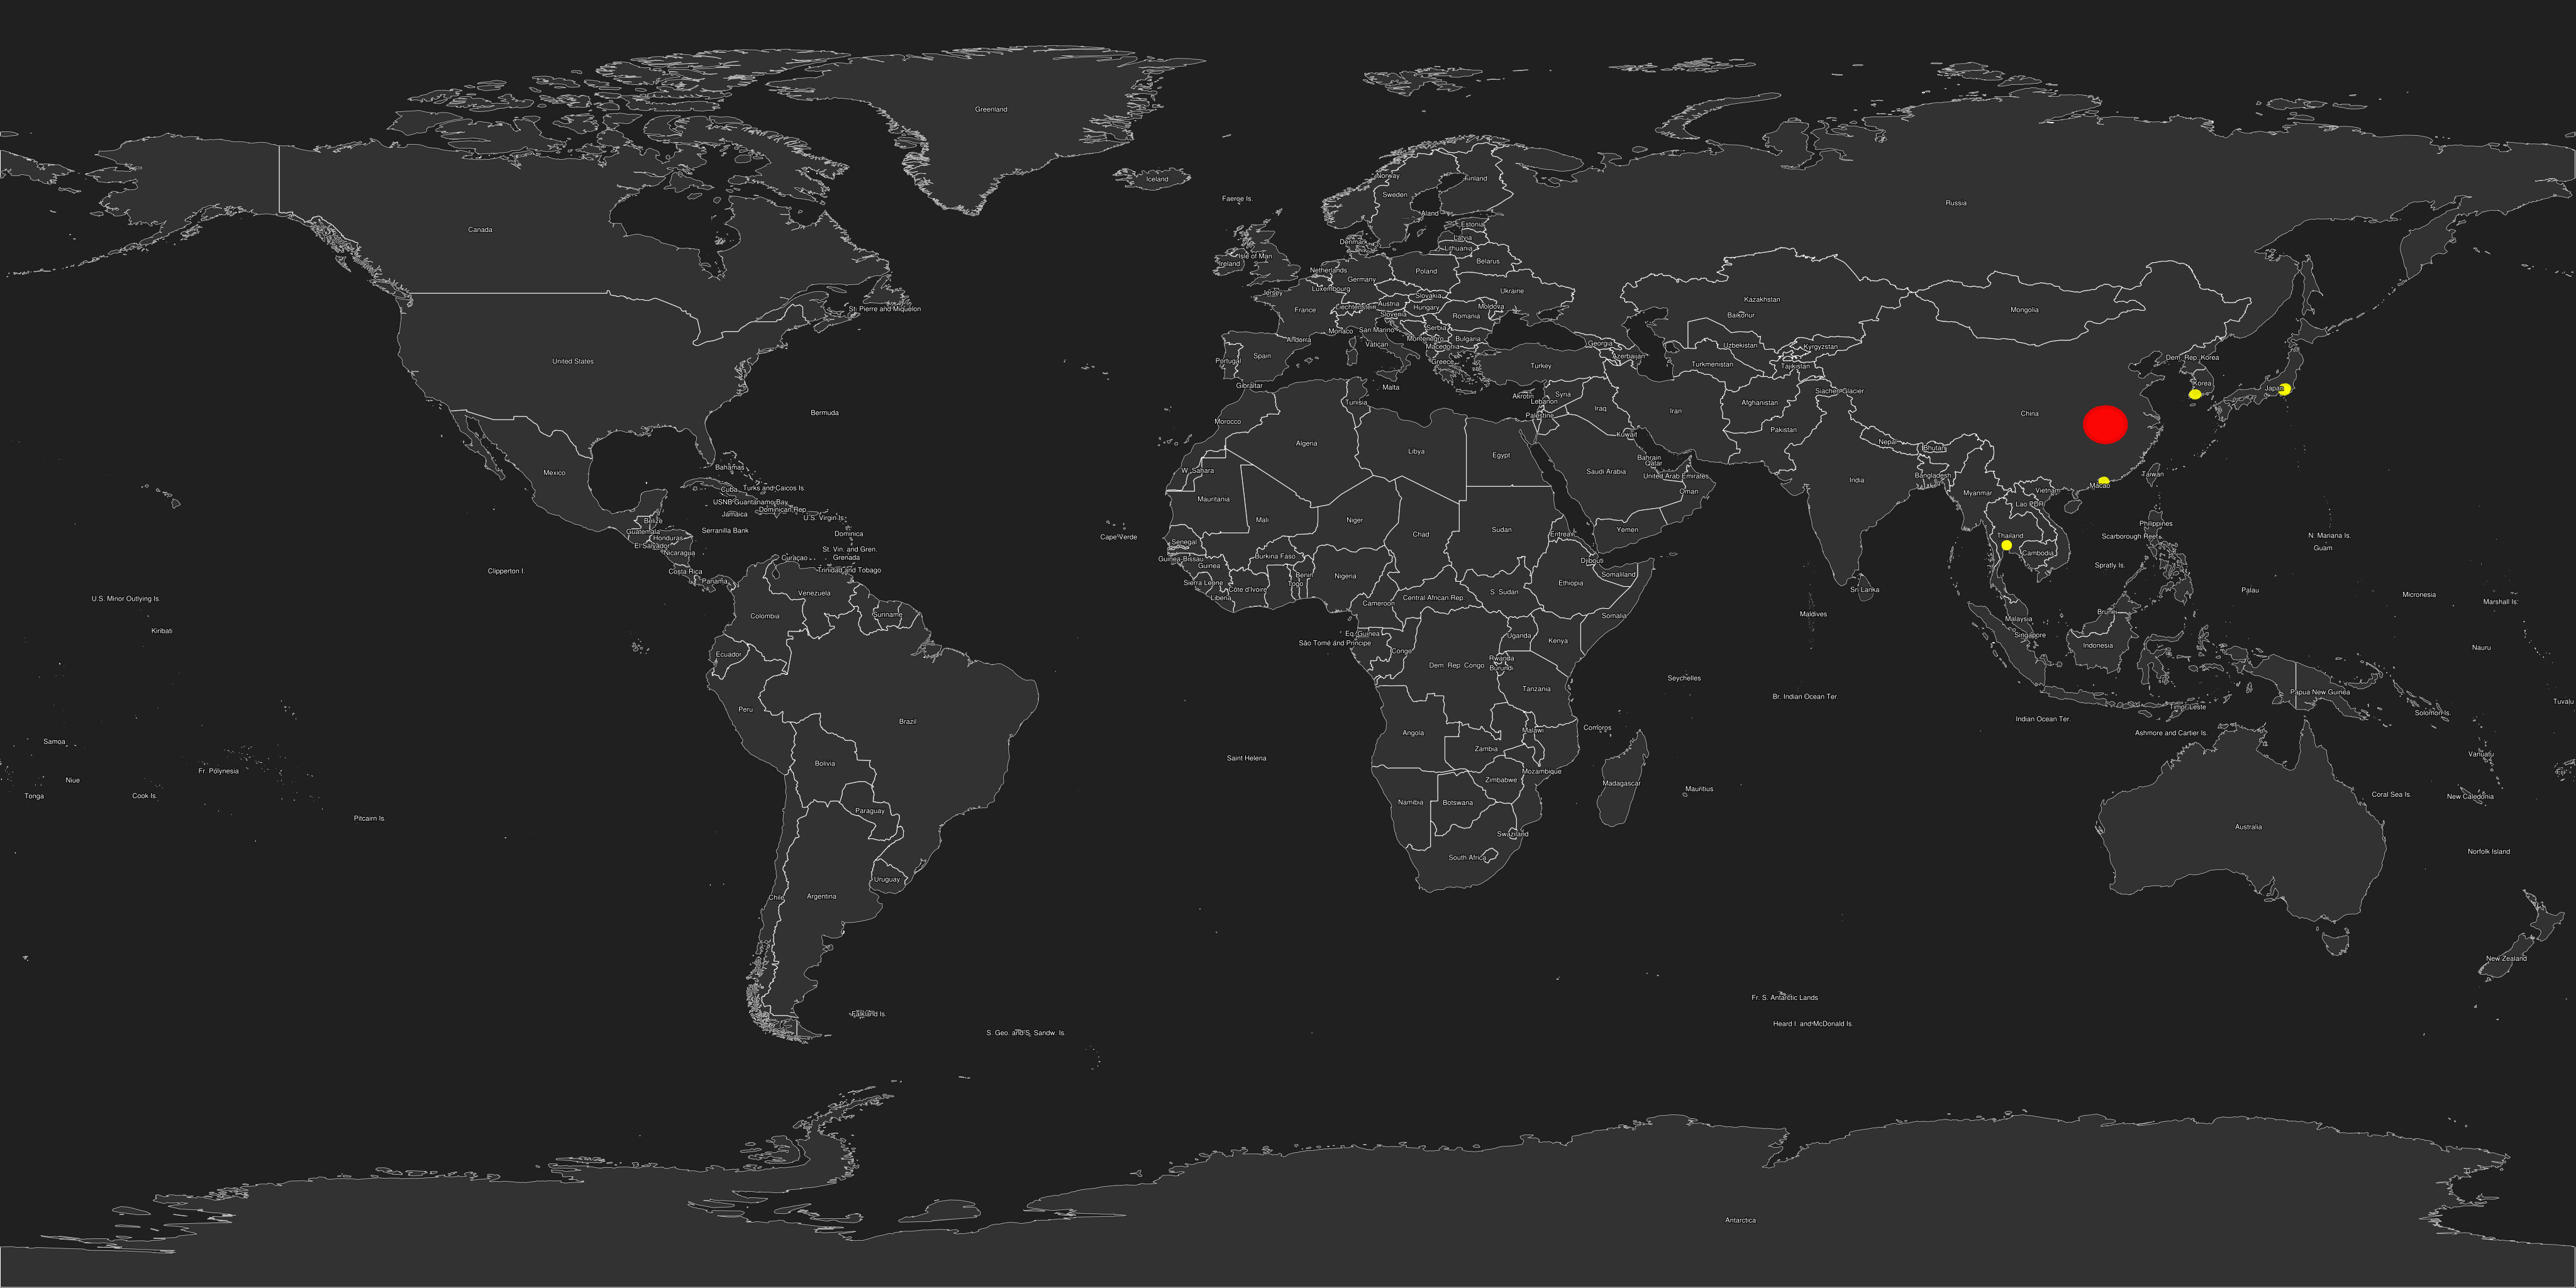 Greenland
Iceland
Norway
Finland
Sweden
Faeroe Is.
Russia
Åland
Estonia
Canada
Latvia
Denmark
Lithuania
Isle of Man
Ireland
Belarus
Netherlands
Poland
Germany
Luxembourg
Jersey
Ukraine
Slovakia
Kazakhstan
Austria
Liechtenstein
Hungary
Moldova
St. Pierre and Miquelon
France
Slovenia
Romania
Mongolia
Baikonur
Serbia
San Marino
Monaco
Montenegro
Bulgaria
Andorra
Vatican
Macedonia
Georgia
Uzbekistan
Kyrgyzstan
Azerbaijan
Dem. Rep. Korea
Spain
Portugal
United States
Greece
Turkey
Turkmenistan
Tajikistan
Korea
Gibraltar
Malta
Japan
Siachen Glacier
Akrotiri
Syria
Lebanon
Tunisia
Afghanistan
Iraq
Iran
Bermuda
China
Palestine
Morocco
Pakistan
Kuwait
Algeria
Nepal
Bhutan
Libya
Egypt
Bahrain
Qatar
Bahamas
W. Sahara
Saudi Arabia
Mexico
United Arab Emirates
Bangladesh
Taiwan
India
Macao
Turks and Caicos Is.
Cuba
Oman
Vietnam
Myanmar
Mauritania
USNB Guantanamo Bay
Lao PDR
Dominican Rep.
Jamaica
U.S. Virgin Is.
Belize
Mali
Niger
Philippines
Serranilla Bank
Sudan
Yemen
Guatemala
Dominica
Chad
Eritrea
Thailand
Scarborough Reef
N. Mariana Is.
Honduras
Cape Verde
Senegal
El Salvador
St. Vin. and Gren.
Guam
Nicaragua
Grenada
Burkina Faso
Cambodia
Curaçao
Guinea-Bissau
Djibouti
Guinea
Spratly Is.
Clipperton I.
Costa Rica
Trinidad and Tobago
Benin
Nigeria
Somaliland
Panama
Togo
Sierra Leone
Ethiopia
Côte d'Ivoire
Sri Lanka
Palau
Venezuela
S. Sudan
Micronesia
U.S. Minor Outlying Is.
Liberia
Central African Rep.
Cameroon
Marshall Is.
Colombia
Suriname
Maldives
Somalia
Brunei
Malaysia
Kiribati
Eq. Guinea
Uganda
Singapore
São Tomé and Principe
Kenya
Indonesia
Nauru
Congo
Ecuador
Rwanda
Dem. Rep. Congo
Burundi
Seychelles
Tanzania
Papua New Guinea
Br. Indian Ocean Ter.
Tuvalu
Peru
Timor-Leste
Solomon Is.
Brazil
Indian Ocean Ter.
Comoros
Malawi
Angola
Ashmore and Cartier Is.
Samoa
Zambia
Vanuatu
Saint Helena
Bolivia
Fr. Polynesia
Mozambique
Fiji
Niue
Zimbabwe
Madagascar
Mauritius
Coral Sea Is.
Tonga
Cook Is.
New Caledonia
Namibia
Botswana
Paraguay
Pitcairn Is.
Australia
Swaziland
Norfolk Island
South Africa
Uruguay
Argentina
Chile
New Zealand
Fr. S. Antarctic Lands
Falkland Is.
Heard I. and McDonald Is.
S. Geo. and S. Sandw. Is.
Antarctica